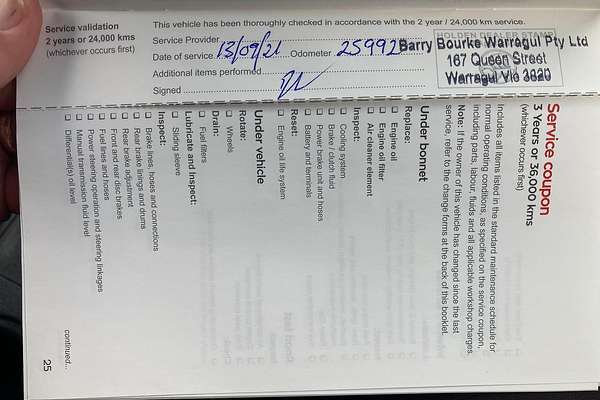 Service validation
2 years or 24,000 kms
(whichever occurs first)
This vehicle has been thoroughly checked in accordance with the 2 year / 24,000 km service.
Service Provider
Date of service 13/09/21 Odometer 25992
Additional items performed
Signed
HOLDEN DEALER STAMP
Barry Bourke Warragul Pty Ltd
167 Queen Street
Warragul Vic 3820
Service coupon
3 Years or 36000 kms
(whichever occurs first)
Includes all items listed in the standard maintenance schedule for
normal operating conditions, as specified on the service coupon,
including parts, labour, fluids and all applicable workshop charges.
Note: If the owner of this vehicle has changed since the last
service, refer to the change forms at the back of this booklet.
Under bonnet
Replace:
❑ Engine oil
❑ Engine oil filter
❑ Air cleaner element
Inspect:
❑ Cooling system
❑ Brake / clutch fluid
❑ Power brake unit and hoses
❑ Battery and terminals
Reset:
❑ Engine oil life system
Under vehicle
Rotate:
❑ Wheels
Drain:
❑ Fuel filters
Lubricate and Inspect:
❑ Sliding sleeve
Inspect:
❑ Brake lines, hoses and connections
❑ Rear brake linings and drums
❑ Rear brake adjustment
❑ Front and rear disc brakes
❑ Fuel lines and hoses
❑ Power steering operation and steering linkages
❑ Manual transmission fluid level
❑ Differential(s) oil level
continued...
25